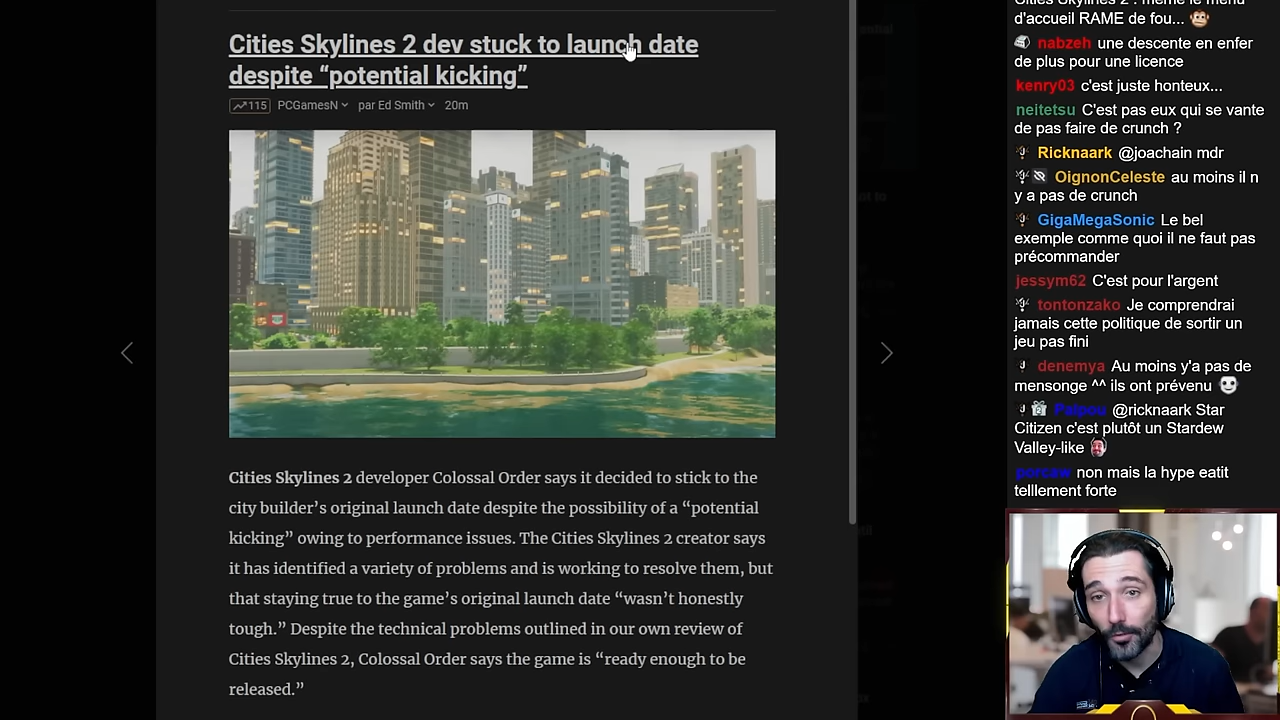 Cities Skylines 2 dev stuck to launch date
despite “potential kicking”
115 PCGamesN par Ed Smith 20m
Cities Skylines 2 developer Colossal Order says it decided to stick to the
city builder’s original launch date despite the possibility of a “potential
kicking” owing to performance issues. The Cities Skylines 2 creator says
it has identified a variety of problems and is working to resolve them, but
that staying true to the game’s original launch date “wasn’t honestly
tough.” Despite the technical problems outlined in our own review of
Cities Skylines 2, Colossal Order says the game is “ready enough to be
released.”
Cities Skylines 2 : même le menu
d'accueil RAME de fou...
nabzeh une descente en enfer
de plus pour une licence
kenry03 c'est juste honteux...
neitetsu C'est pas eux qui se vante
de pas faire de crunch ?
Ricknaark @joachain mdr
OignonCeleste au moins il n
y a pas de crunch
GigaMegaSonic Le bel
exemple comme quoi il ne faut pas
précommander
jessym62 C'est pour l'argent
tontonzako Je comprendrai
jamais cette politique de sortir un
jeu pas fini
denemya Au moins y'a pas de
mensonge ^^ ils ont prévenu
Palpou @ricknaark Star
Citizen c'est plutôt un Stardew
Valley-like
porcaw non mais la hype eatit
telllement forte